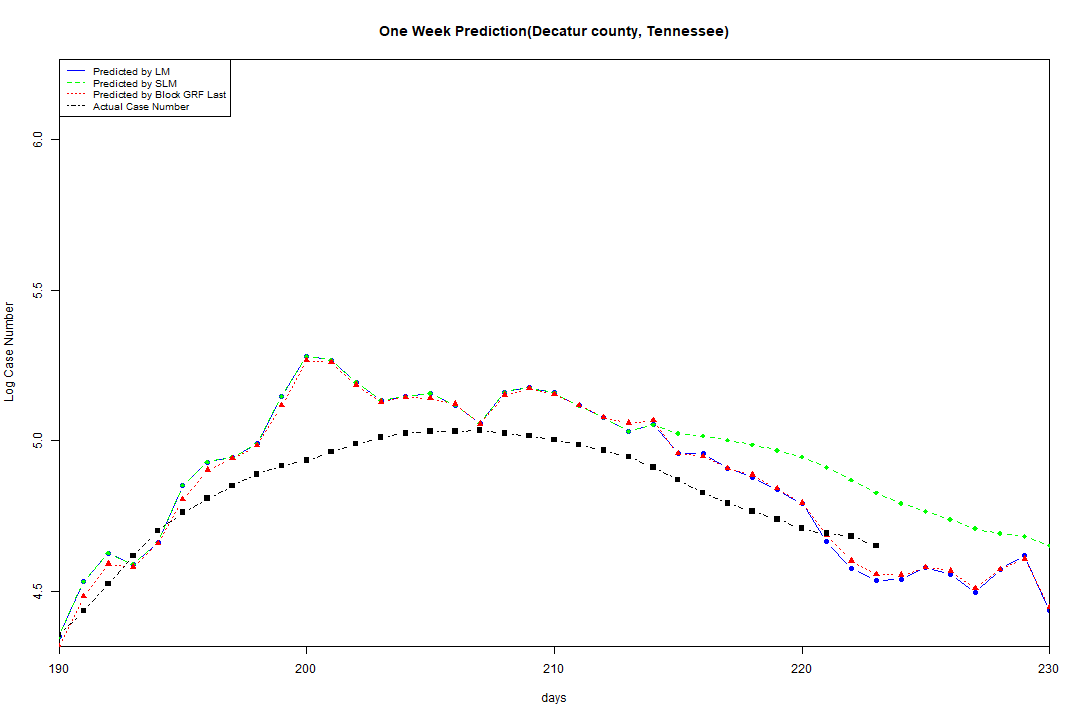 One Week Prediction(Decatur county, Tennessee)
Predicted by LM
Predicted by SLM
Predicted by Block GRF Last
Actual Case Number
6.0
5.5
5.0
4.5
Log Case Number
190 200 210 220 230
days